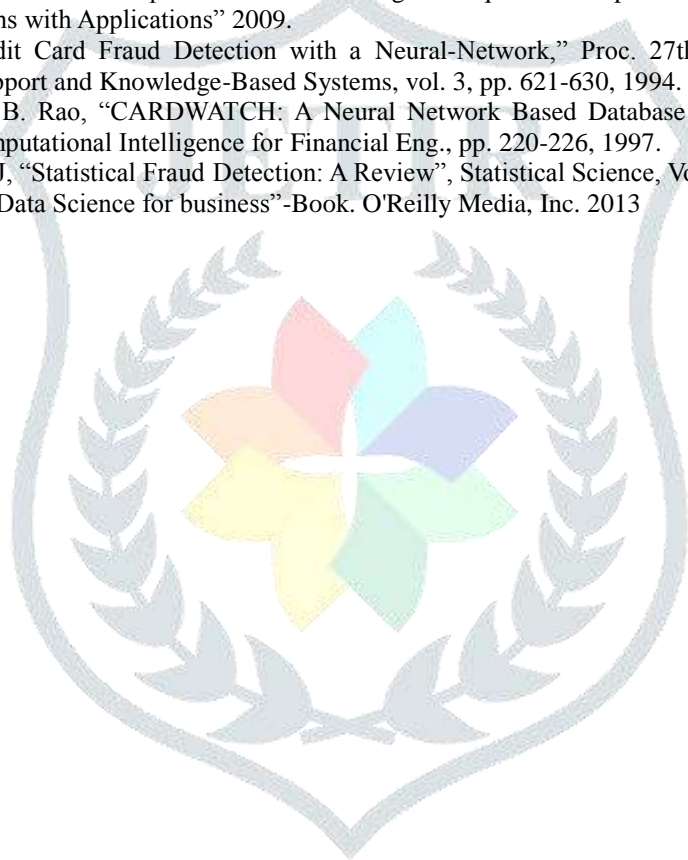 ns with Applications” 2009.
dit Card Fraud Detection with a Neural-Network,” Proc. 27th
pport and Knowledge-Based Systems, vol. 3, pp. 621-630, 1994.
B. Rao, “CARDWATCH: A Neural Network Based Database
mputational Intelligence for Financial Eng., pp. 220-226, 1997.
J, “Statistical Fraud Detection: A Review”, Statistical Science, Vo
Data Science for business”-Book. O'Reilly Media, Inc. 2013
JETIR